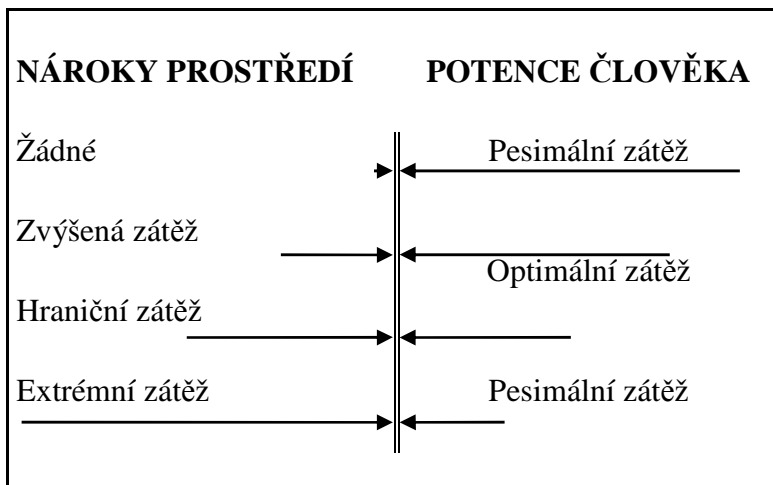 NÁROKY PROSTŘEDÍ POTENCE ČLOVĚKA
Žádné Pesimální zátěž
Zvýšená zátěž
Optimální zátěž
Hraniční zátěž
Extrémní zátěž Pesimální zátěž